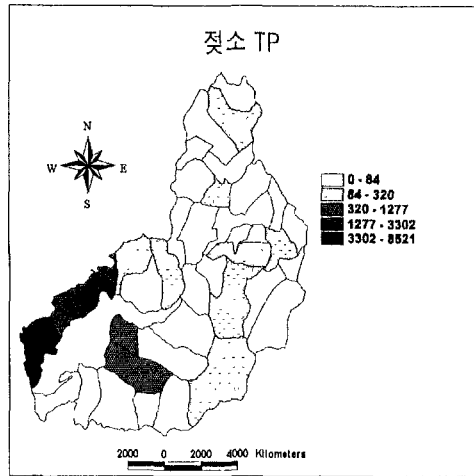 젖소 TP
N
W E
S
0 - 84
84 - 320
320 - 1277
1277 - 3302
3302 - 8521
2000 0 2000 4000 Kilometers